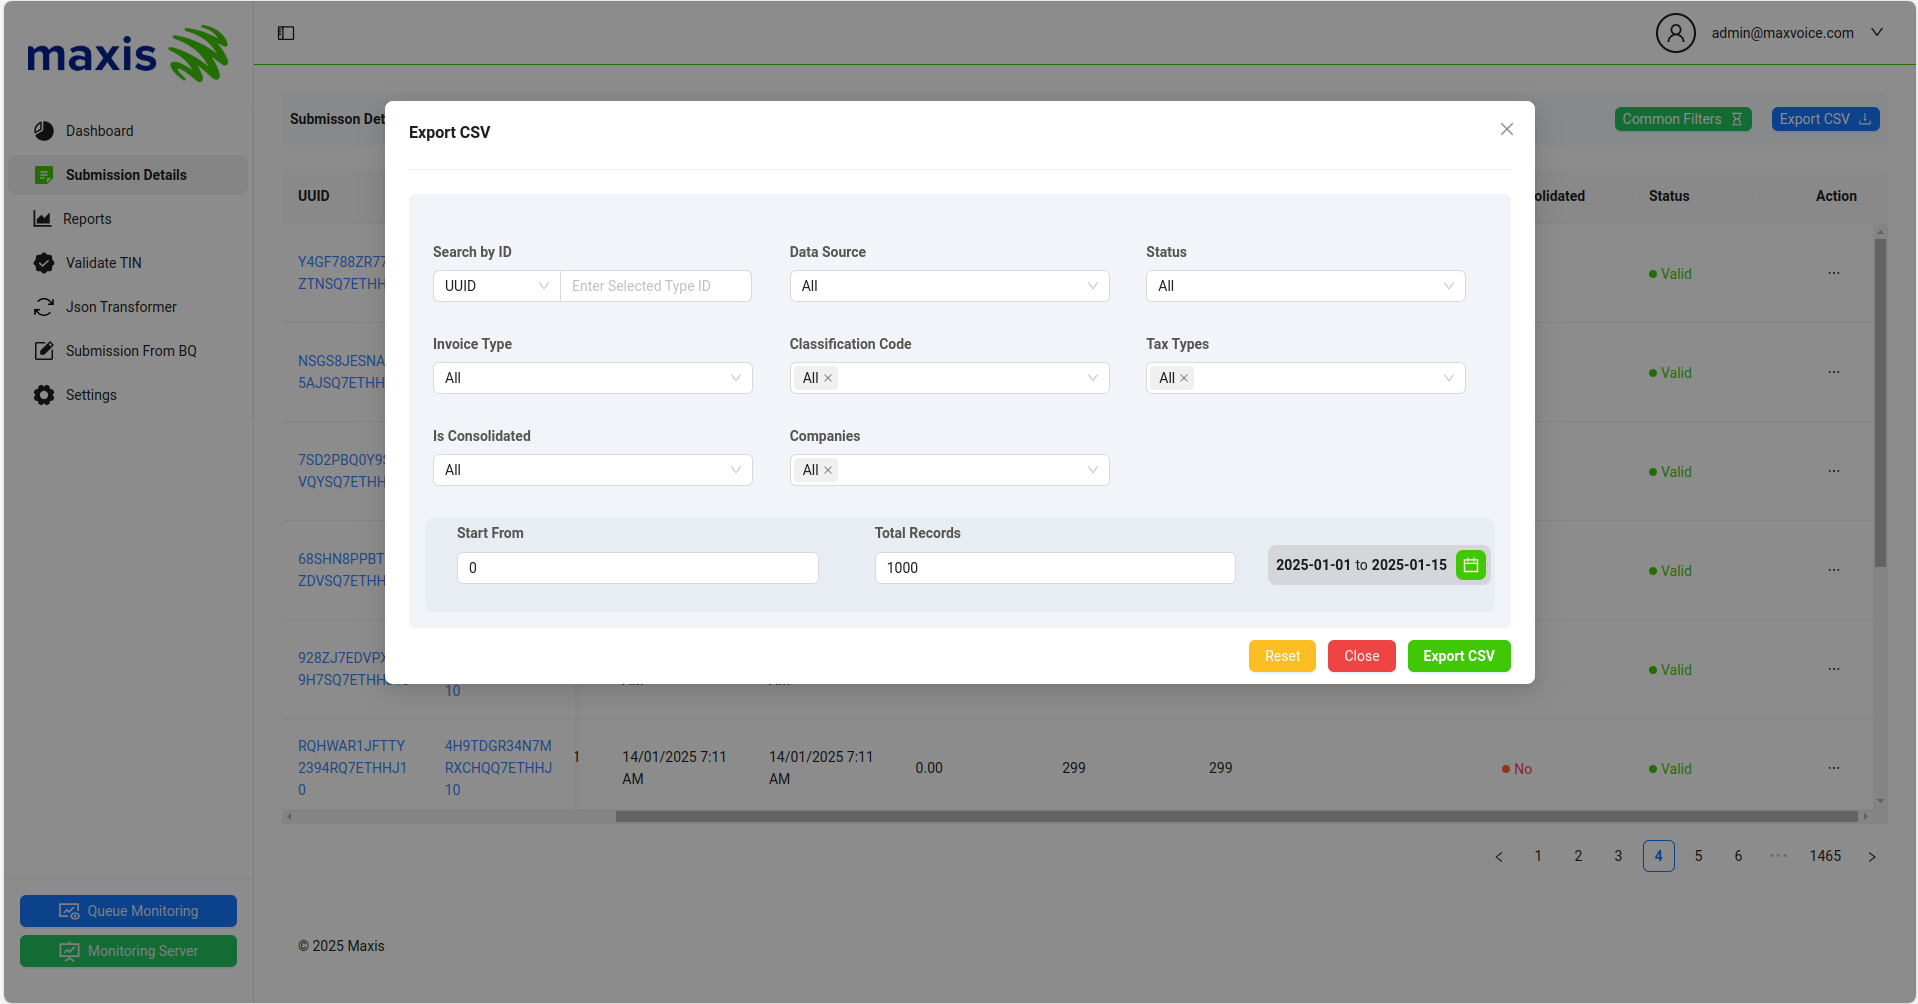 maxis
admin@maxvoice.com
Dashboard
Submission Details
Reports
Validate TIN
Json Transformer
Submission From BQ
Settings
Queue Monitoring
Monitoring Server
Submisson Det
Common Filters
Export CSV
UUID
olidated
Status
Action
Y4GF788ZR77
ZTNSQ7ETHH
Valid
NSGS8JESNA
5AJSQ7ETHH
Valid
7SD2PBQ0Y9S
VQYSQ7ETHH
Valid
68SHN8PPBT
ZDVSQ7ETHH
Valid
928ZJ7EDVPX
9H7SQ7ETHH
10
Valid
RQHWAR1JFTTY
2394RQ7ETHHJ1
0
4H9TDGR34N7M
RXCHQQ7ETHHJ
10
1
14/01/2025 7:11
AM
14/01/2025 7:11
AM
0.00
299
299
No
Valid
Export CSV
Search by ID
UUID
Enter Selected Type ID
Data Source
All
Status
All
Invoice Type
All
Classification Code
All
Tax Types
All
Is Consolidated
All
Companies
All
Start From
0
Total Records
1000
2025-01-01 to 2025-01-15
Reset
Close
Export CSV
1
2
3
4
5
6
···
1465
© 2025 Maxis